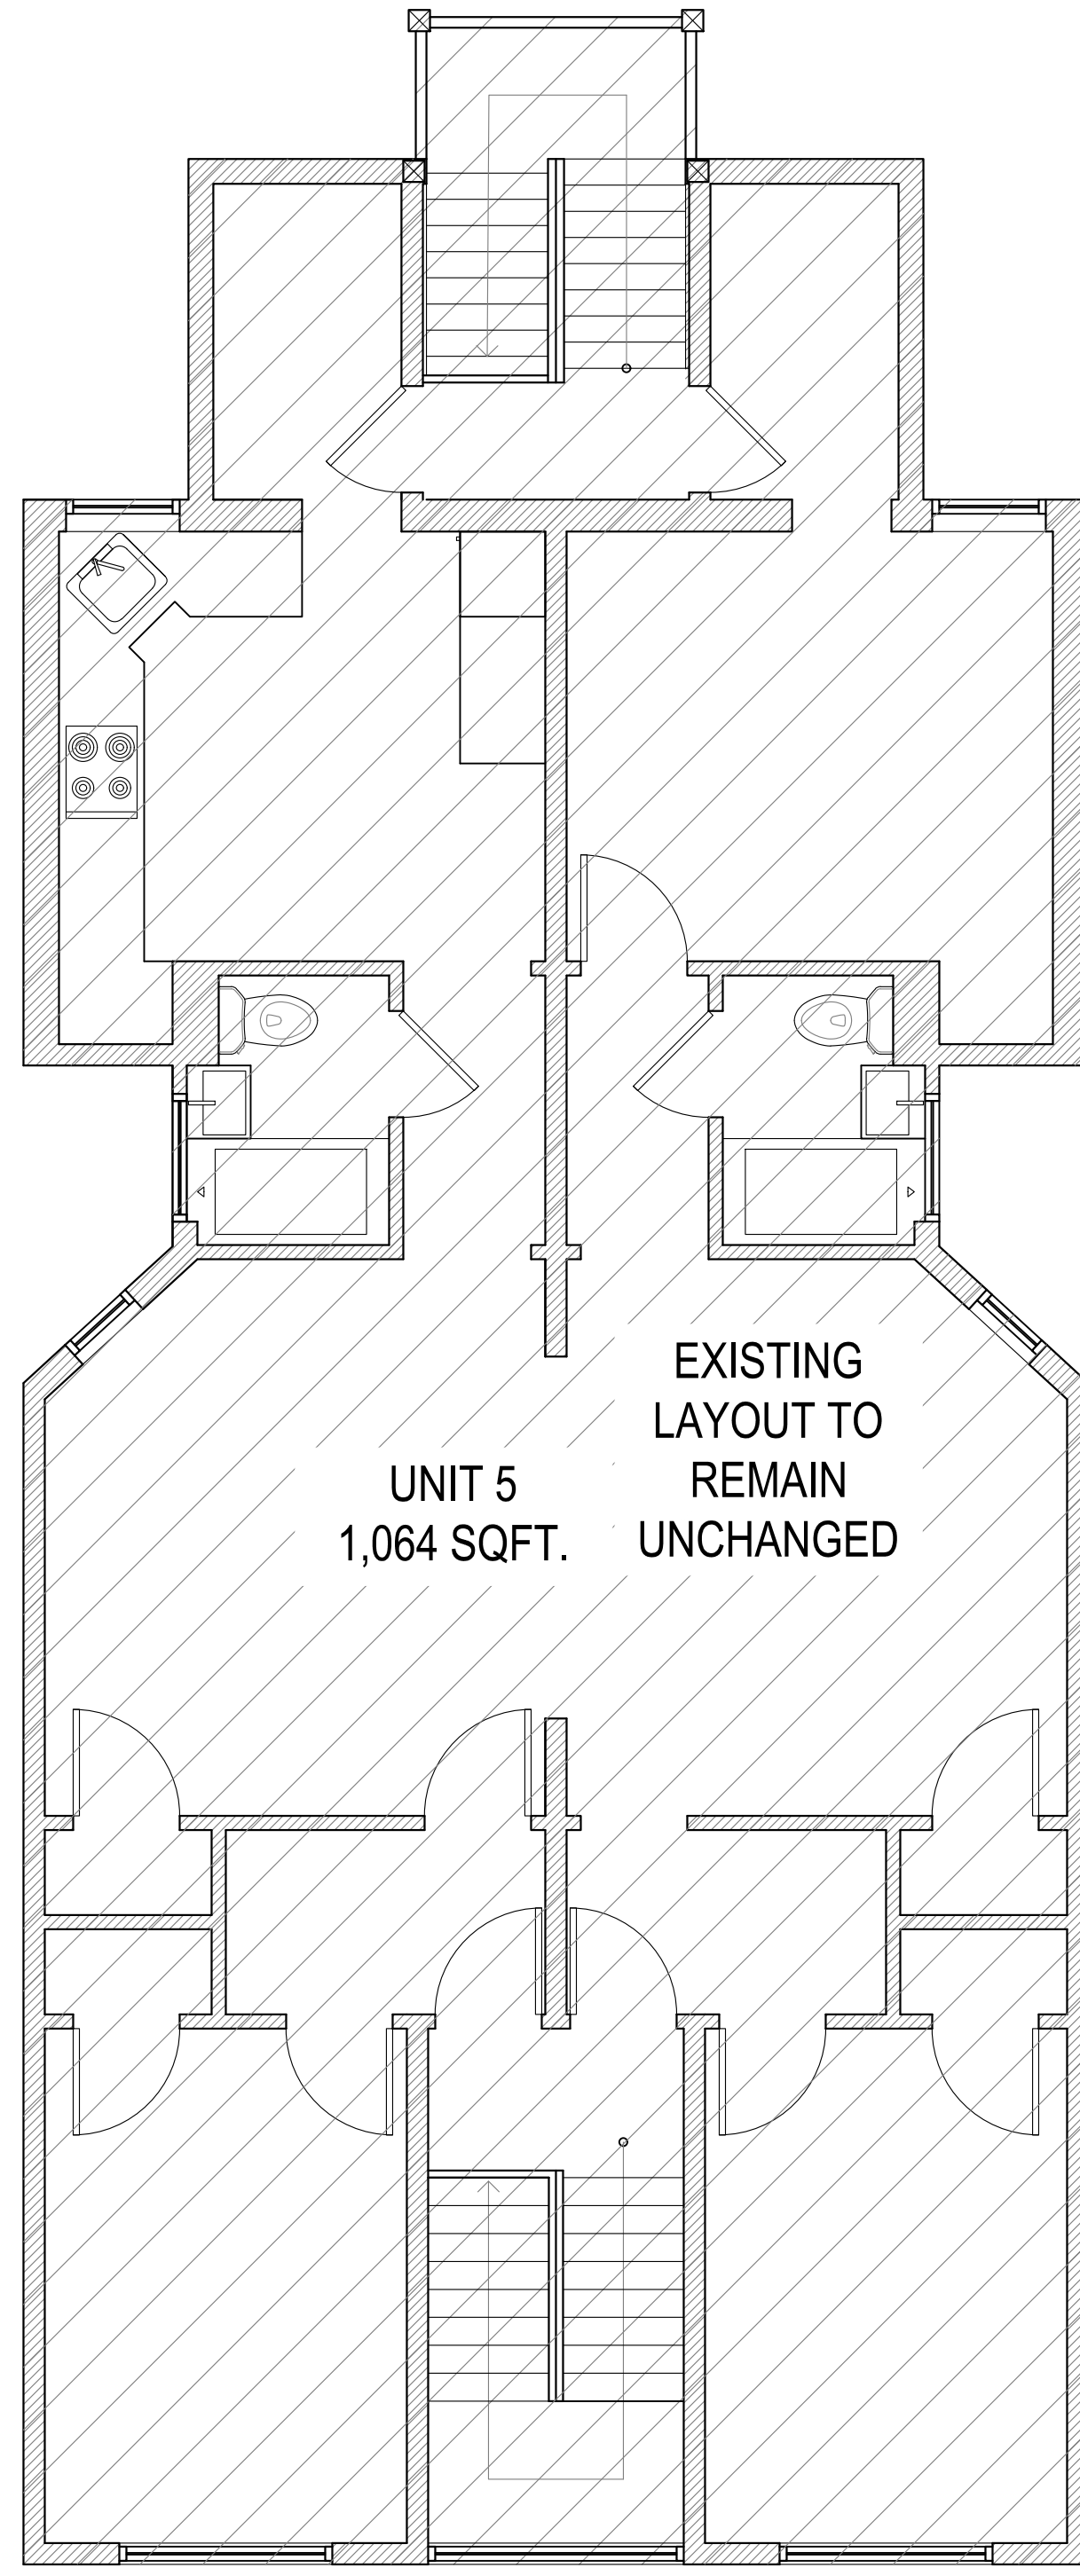 UNIT 5
1,064 SQFT.
EXISTING
LAYOUT TO
REMAIN
UNCHANGED